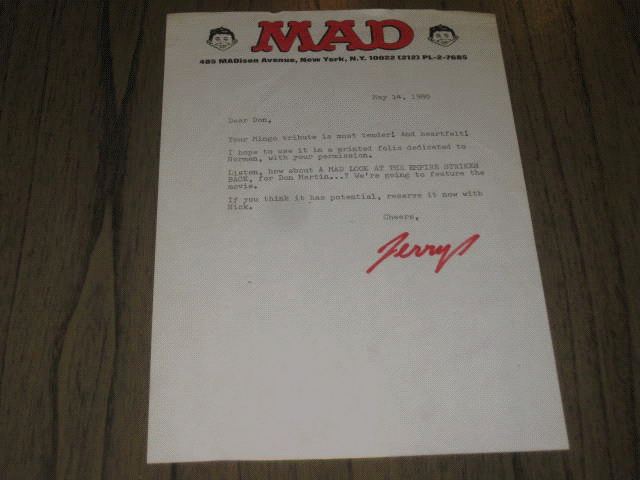 MAD
485 MADison Avenue, New York, N.Y. 10022 (212) PL-2-7685
May 14, 1980
Dear Don,
Your Mingo tribute is most tender! And heartfelt!
I hope to use it in a printed folio dedicated to
Norman, with your permission.
Listen, how about A MAD LOOK AT THE EMPIRE STRIKES
BACK, for Don Martin...? We're going to feature the
movie.
If you think it has potential, reserve it now with
Nick.
Cheers,
Jerry